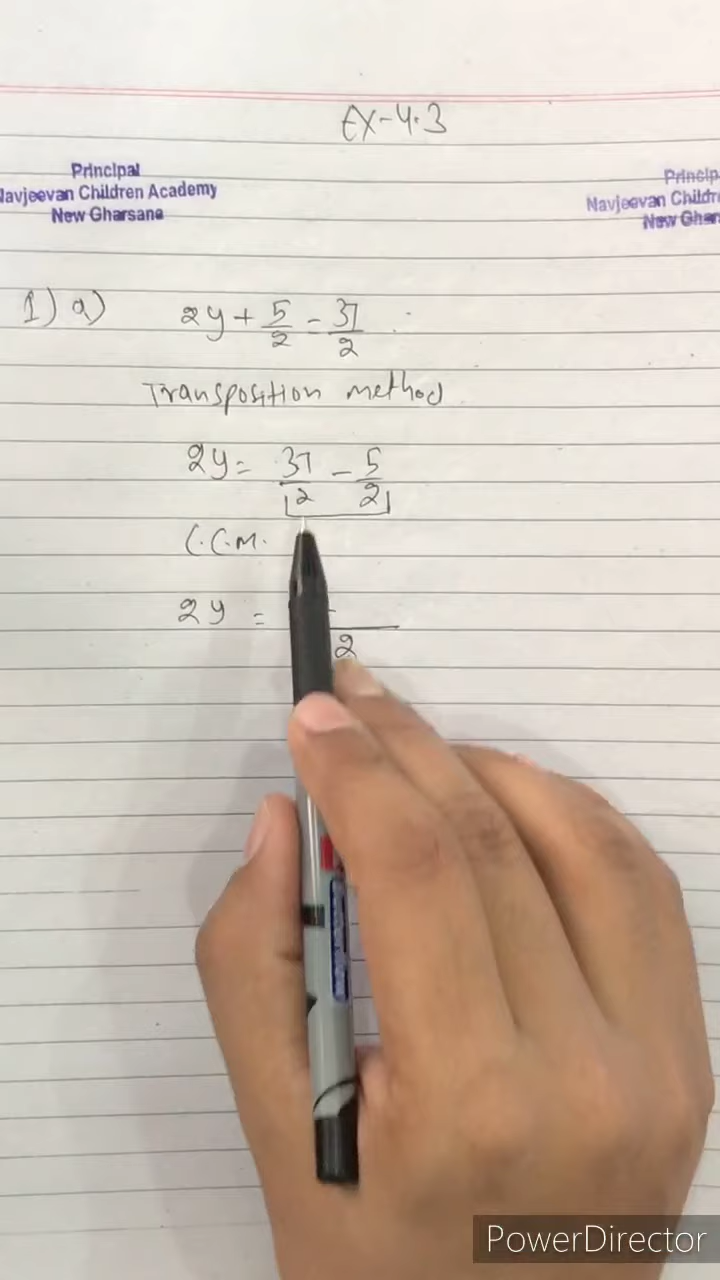 Ex-4.3
Principal
Navjeevan Children Academy
New Gharsana
Princip
Navjeevan Childr
New Ghar
1) a) 2y + 5/2 = 37/2
Transposition method
2y = 37/2 - 5/2
L.C.M.
2y = 2
PowerDirector